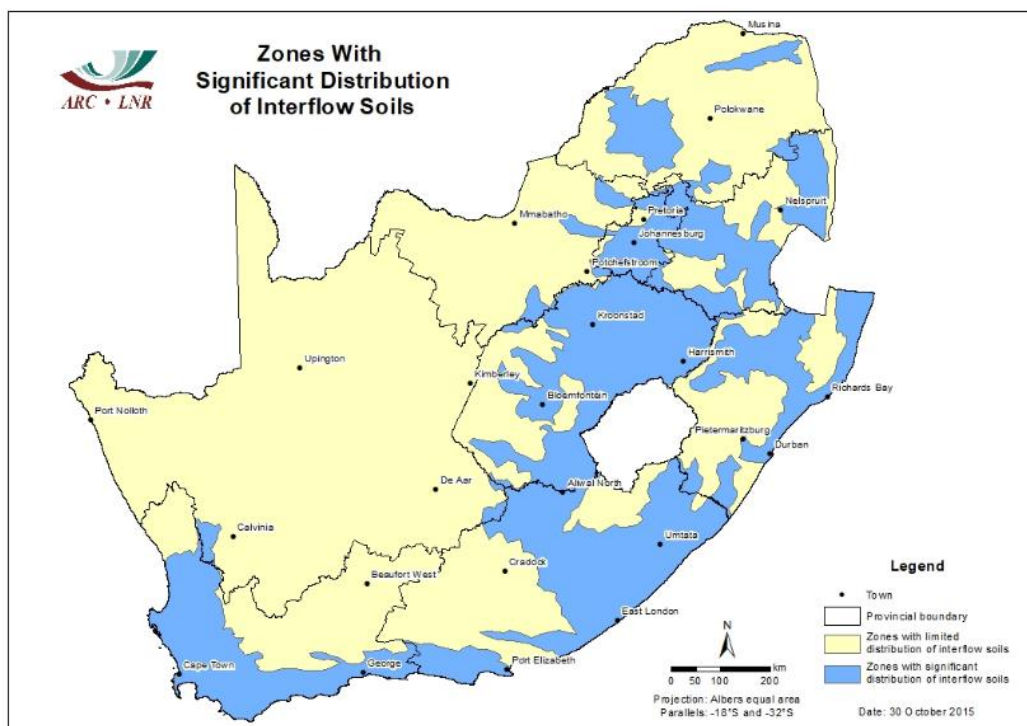 ARC • LNR
Zones With
Significant Distribution
of Interflow Soils
Musina
Polokwane
Nelspruit
Pretoria
Mmabatho
Johannesburg
Potchefstroom
Kroonstad
Harrismith
Upington
Kimberley
Bloemfontein
Richards Bay
Port Nolloth
Pietermaritzburg
Durban
De Aar
Aliwal North
Calvinia
Umtata
Cradock
Beaufort West
East London
Cape Town
George
Port Elizabeth
N
km
0 50 100 200
Projection: Albers equal area
Parallels: -18°S and -32°S
Legend
Town
Provincial boundary
Zones with limited
distribution of interflow soils
Zones with significant
distribution of interflow soils
Date: 30 October 2015